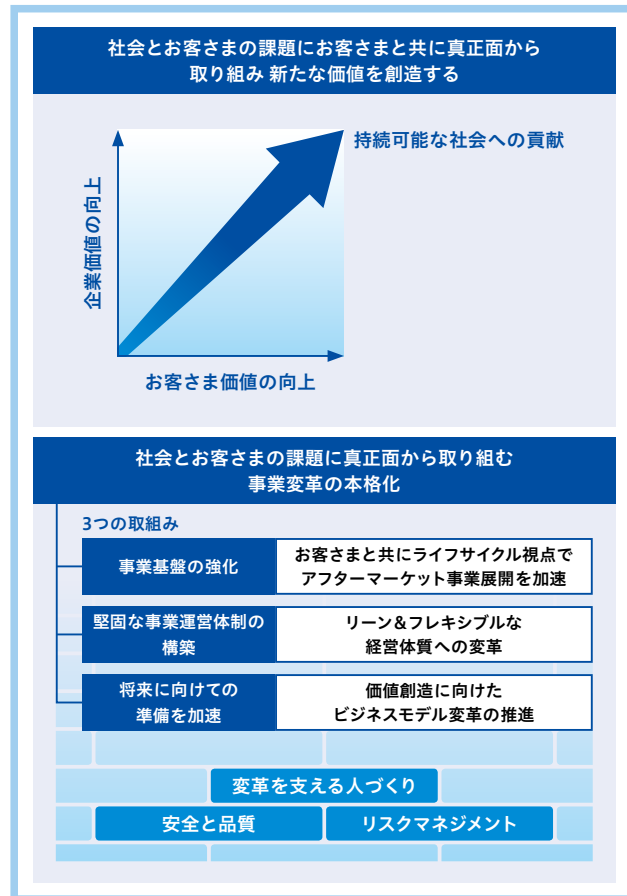 社会とお客さまの課題にお客さまと共に真正面から
取り組み 新たな価値を創造する
持続可能な社会への貢献
企業価値の向上
お客さま価値の向上
社会とお客さまの課題に真正面から取り組む
事業変革の本格化
3つの取組み
事業基盤の強化
お客さまと共にライフサイクル視点で
アフターマーケット事業展開を加速
堅固な事業運営体制の
構築
リーン＆フレキシブルな
経営体質への変革
将来に向けての
準備を加速
価値創造に向けた
ビジネスモデル変革の推進
変革を支える人づくり
安全と品質
リスクマネジメント